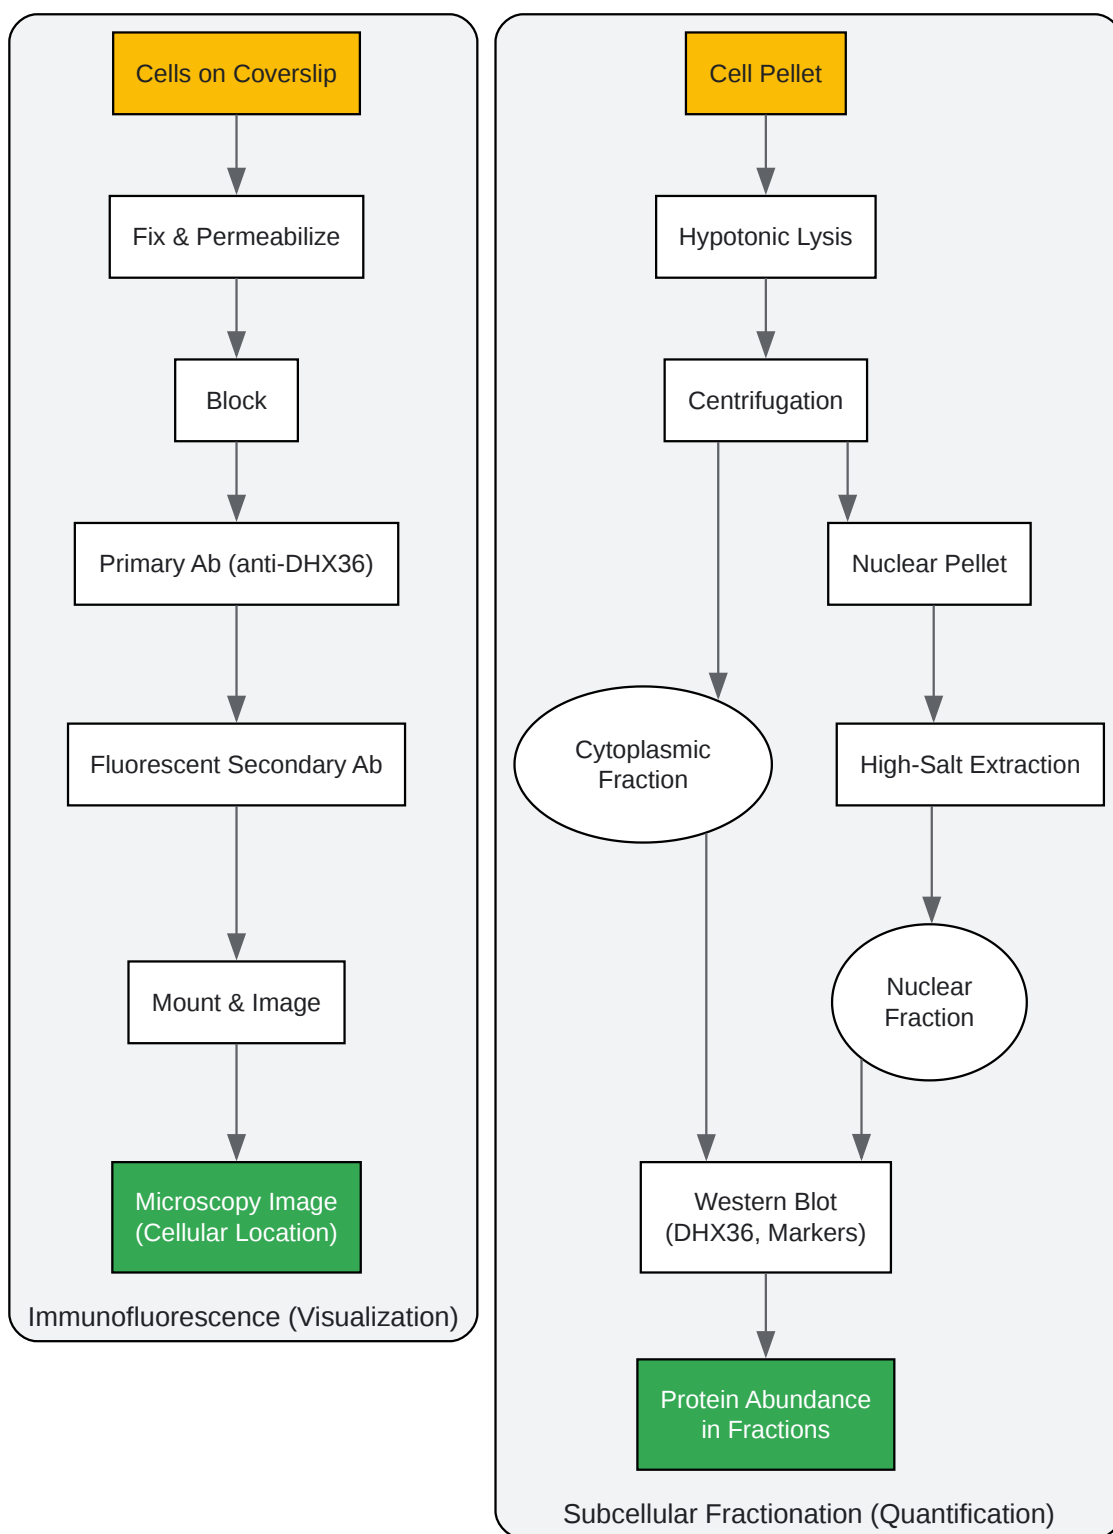 Cells on Coverslip
Fix & Permeabilize
Block
Primary Ab (anti-DHX36)
Fluorescent Secondary Ab
Mount & Image
Microscopy Image
(Cellular Location)
Immunofluorescence (Visualization)
Cell Pellet
Hypotonic Lysis
Centrifugation
Nuclear Pellet
Cytoplasmic
Fraction
High-Salt Extraction
Nuclear
Fraction
Western Blot
(DHX36, Markers)
Protein Abundance
in Fractions
Subcellular Fractionation (Quantification)